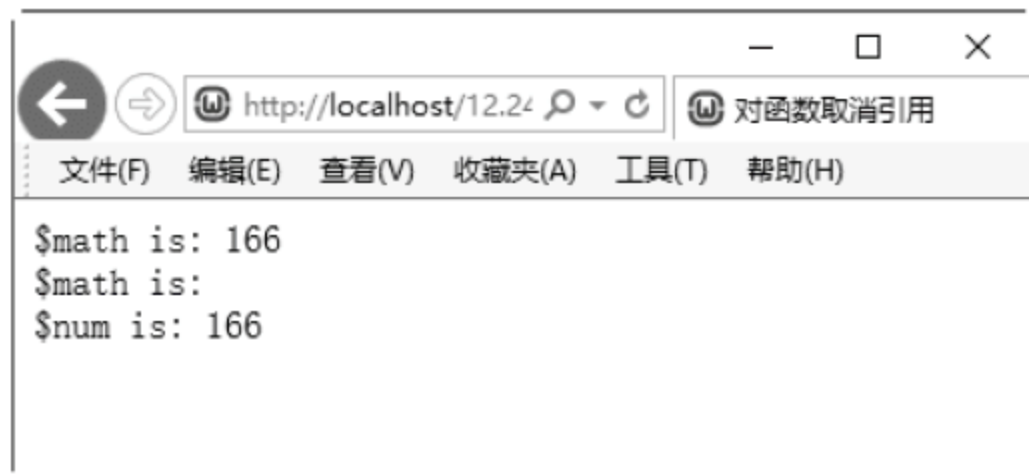 http://localhost/12.24
对函数取消引用
文件(F) 编辑(E) 查看(V) 收藏夹(A) 工具(T) 帮助(H)
$math is: 166
$math is:
$num is: 166